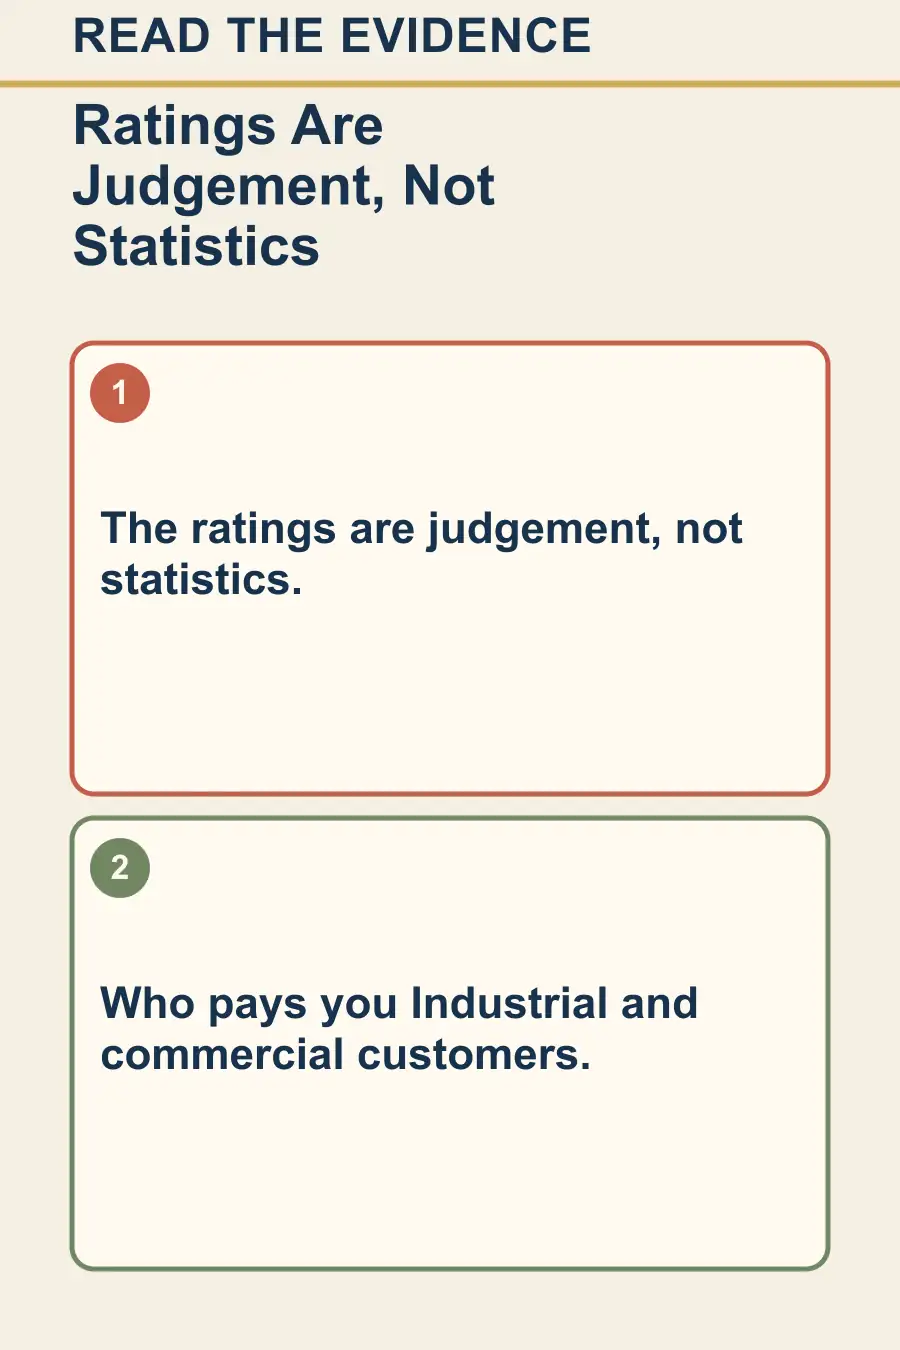 READ THE EVIDENCE
Ratings Are
Judgement, Not
Statistics
1
The ratings are judgement, not
statistics.
2
Who pays you Industrial and
commercial customers.